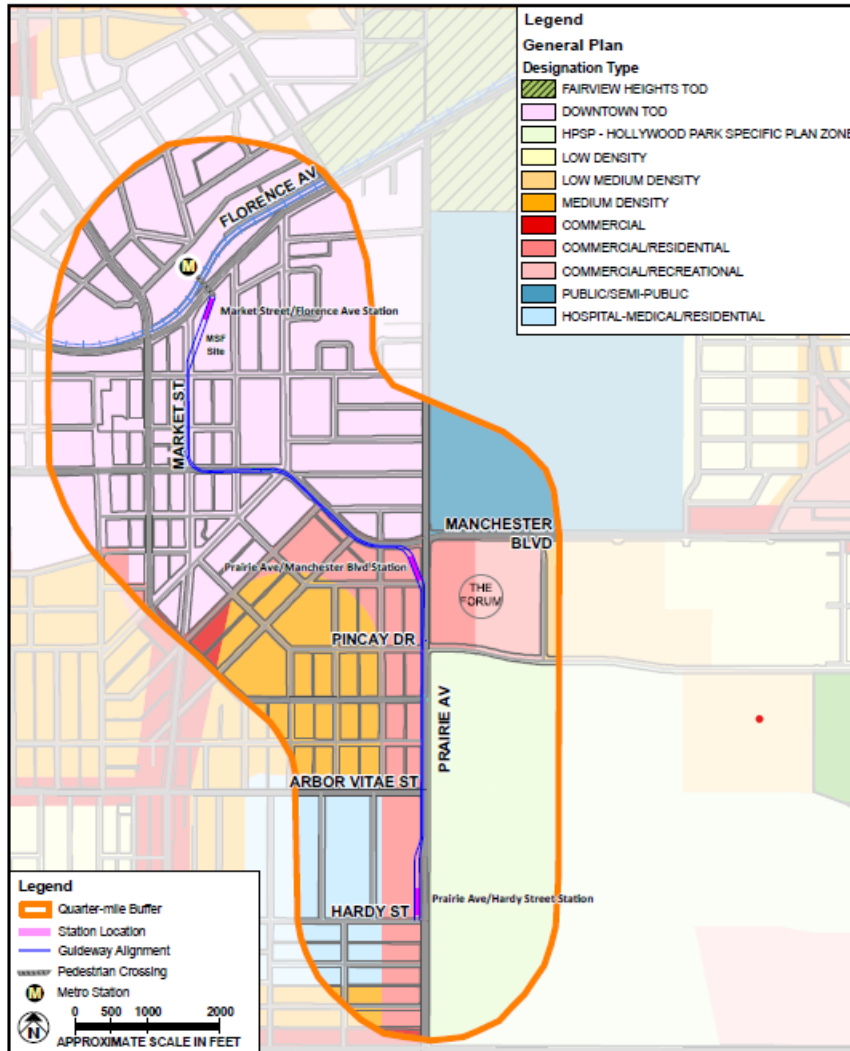 Legend
General Plan
Designation Type
FAIRVIEW HEIGHTS TOD
DOWNTOWN TOD
HPSP - HOLLYWOOD PARK SPECIFIC PLAN ZONE
LOW DENSITY
LOW MEDIUM DENSITY
MEDIUM DENSITY
COMMERCIAL
COMMERCIAL/RESIDENTIAL
COMMERCIAL/RECREATIONAL
PUBLIC/SEMI-PUBLIC
HOSPITAL-MEDICAL/RESIDENTIAL
FLORENCE AV
M
Market Street/Florence Ave Station
MSF
Site
MARKET ST
MANCHESTER
BLVD
Prairie Ave/Manchester Blvd Station
THE
FORUM
PINCAY DR
PRAIRIE AV
ARBOR VITAE ST
Prairie Ave/Hardy Street Station
HARDY ST
Legend
Quarter-mile Buffer
Station Location
Guideway Alignment
Pedestrian Crossing
M Metro Station
0 500 1000 2000
N
APPROXIMATE SCALE IN FEET